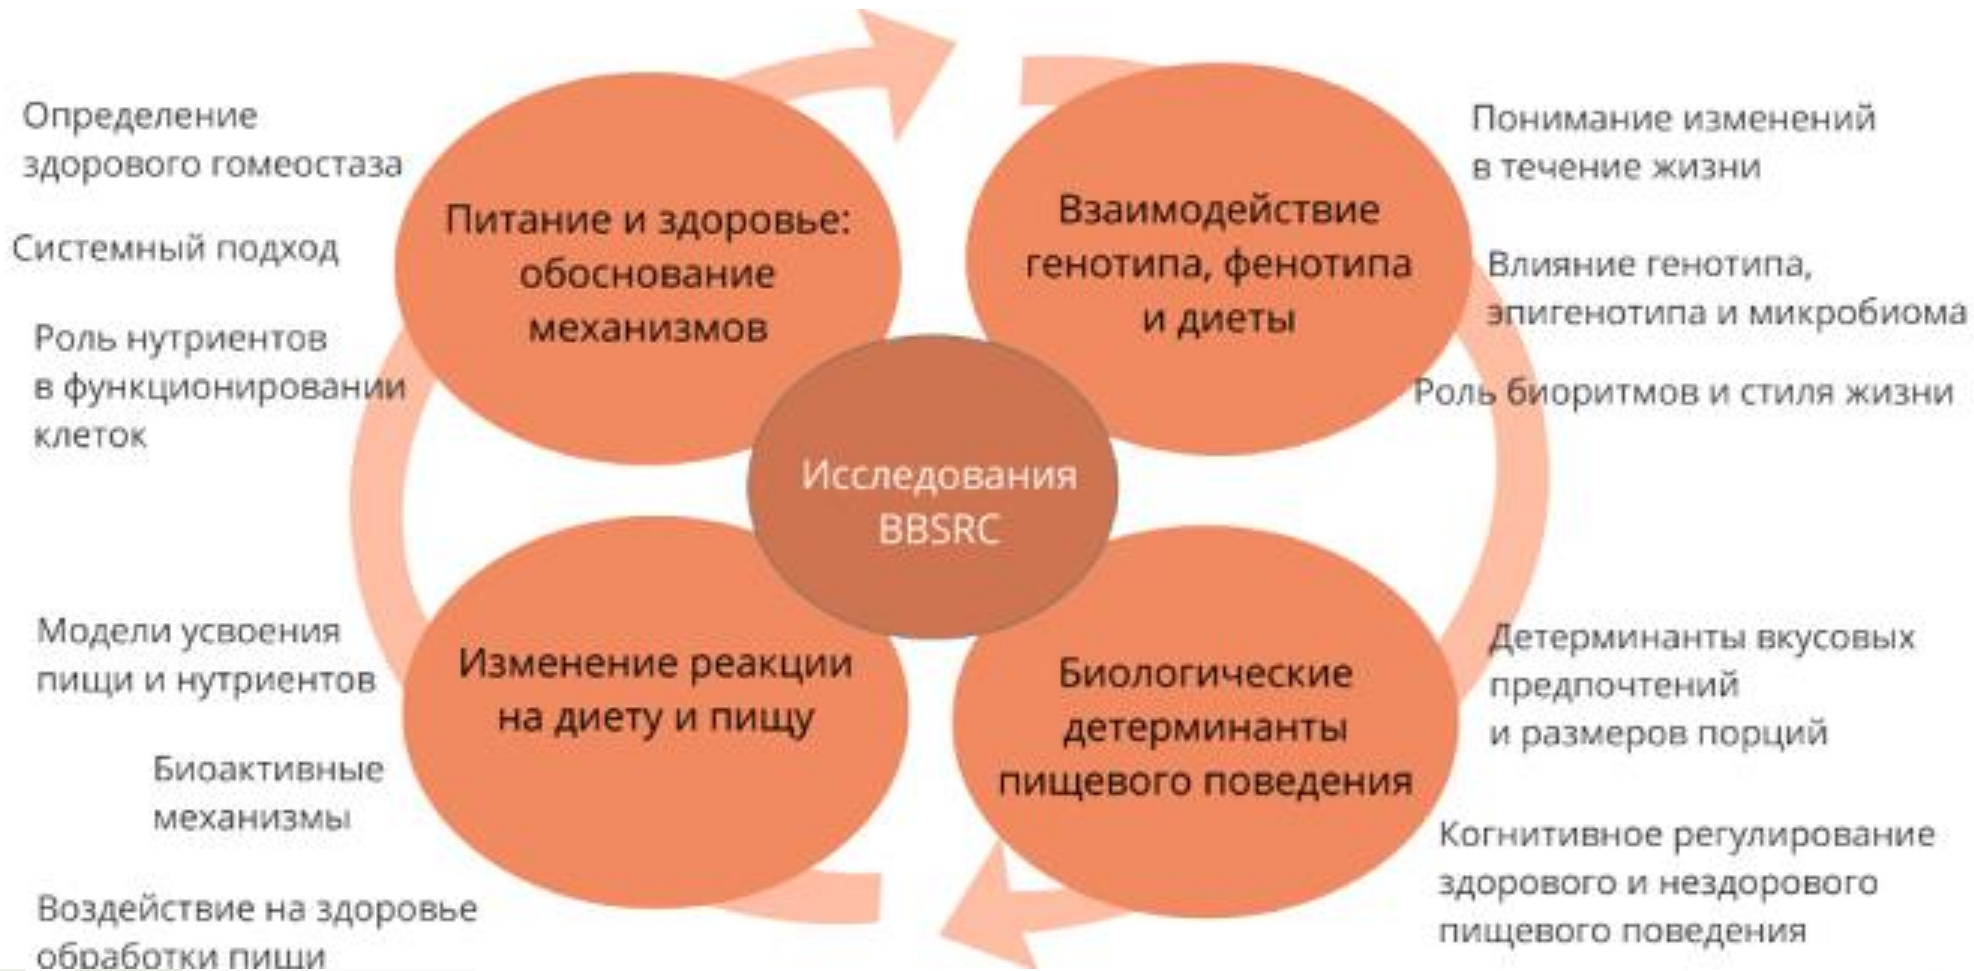 Определение
здорового гомеостаза
Системный подход
Роль нутриентов
в функционировании
клеток
Питание и здоровье:
обоснование
механизмов
Взаимодействие
генотипа, фенотипа
и диеты
Понимание изменений
в течение жизни
Влияние генотипа,
эпигенотипа и микробиома
Роль биоритмов и стиля жизни
Исследования
BBSRC
Модели усвоения
пищи и нутриентов
Биоактивные
механизмы
Воздействие на здоровье
обработки пищи
Изменение реакции
на диету и пищу
Биологические
детерминанты
пищевого поведения
Детерминанты вкусовых
предпочтений
и размеров порций
Когнитивное регулирование
здорового и нездорового
пищевого поведения